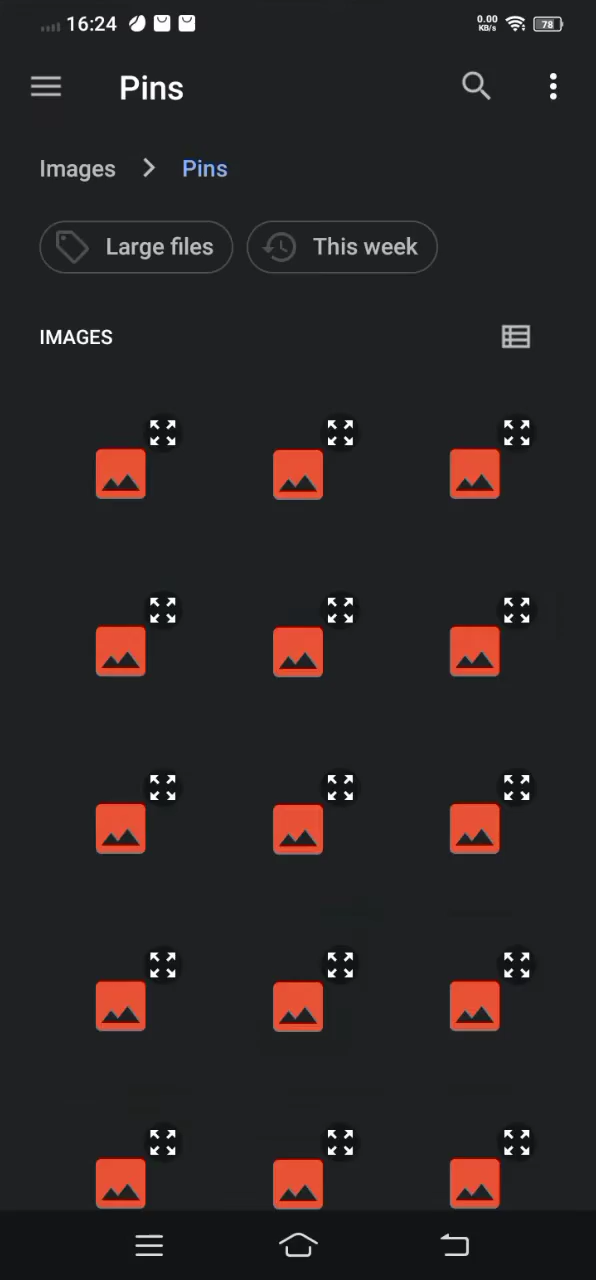 16:24 0.00 KB/s 78
Pins
Images Pins
Large files This week
IMAGES